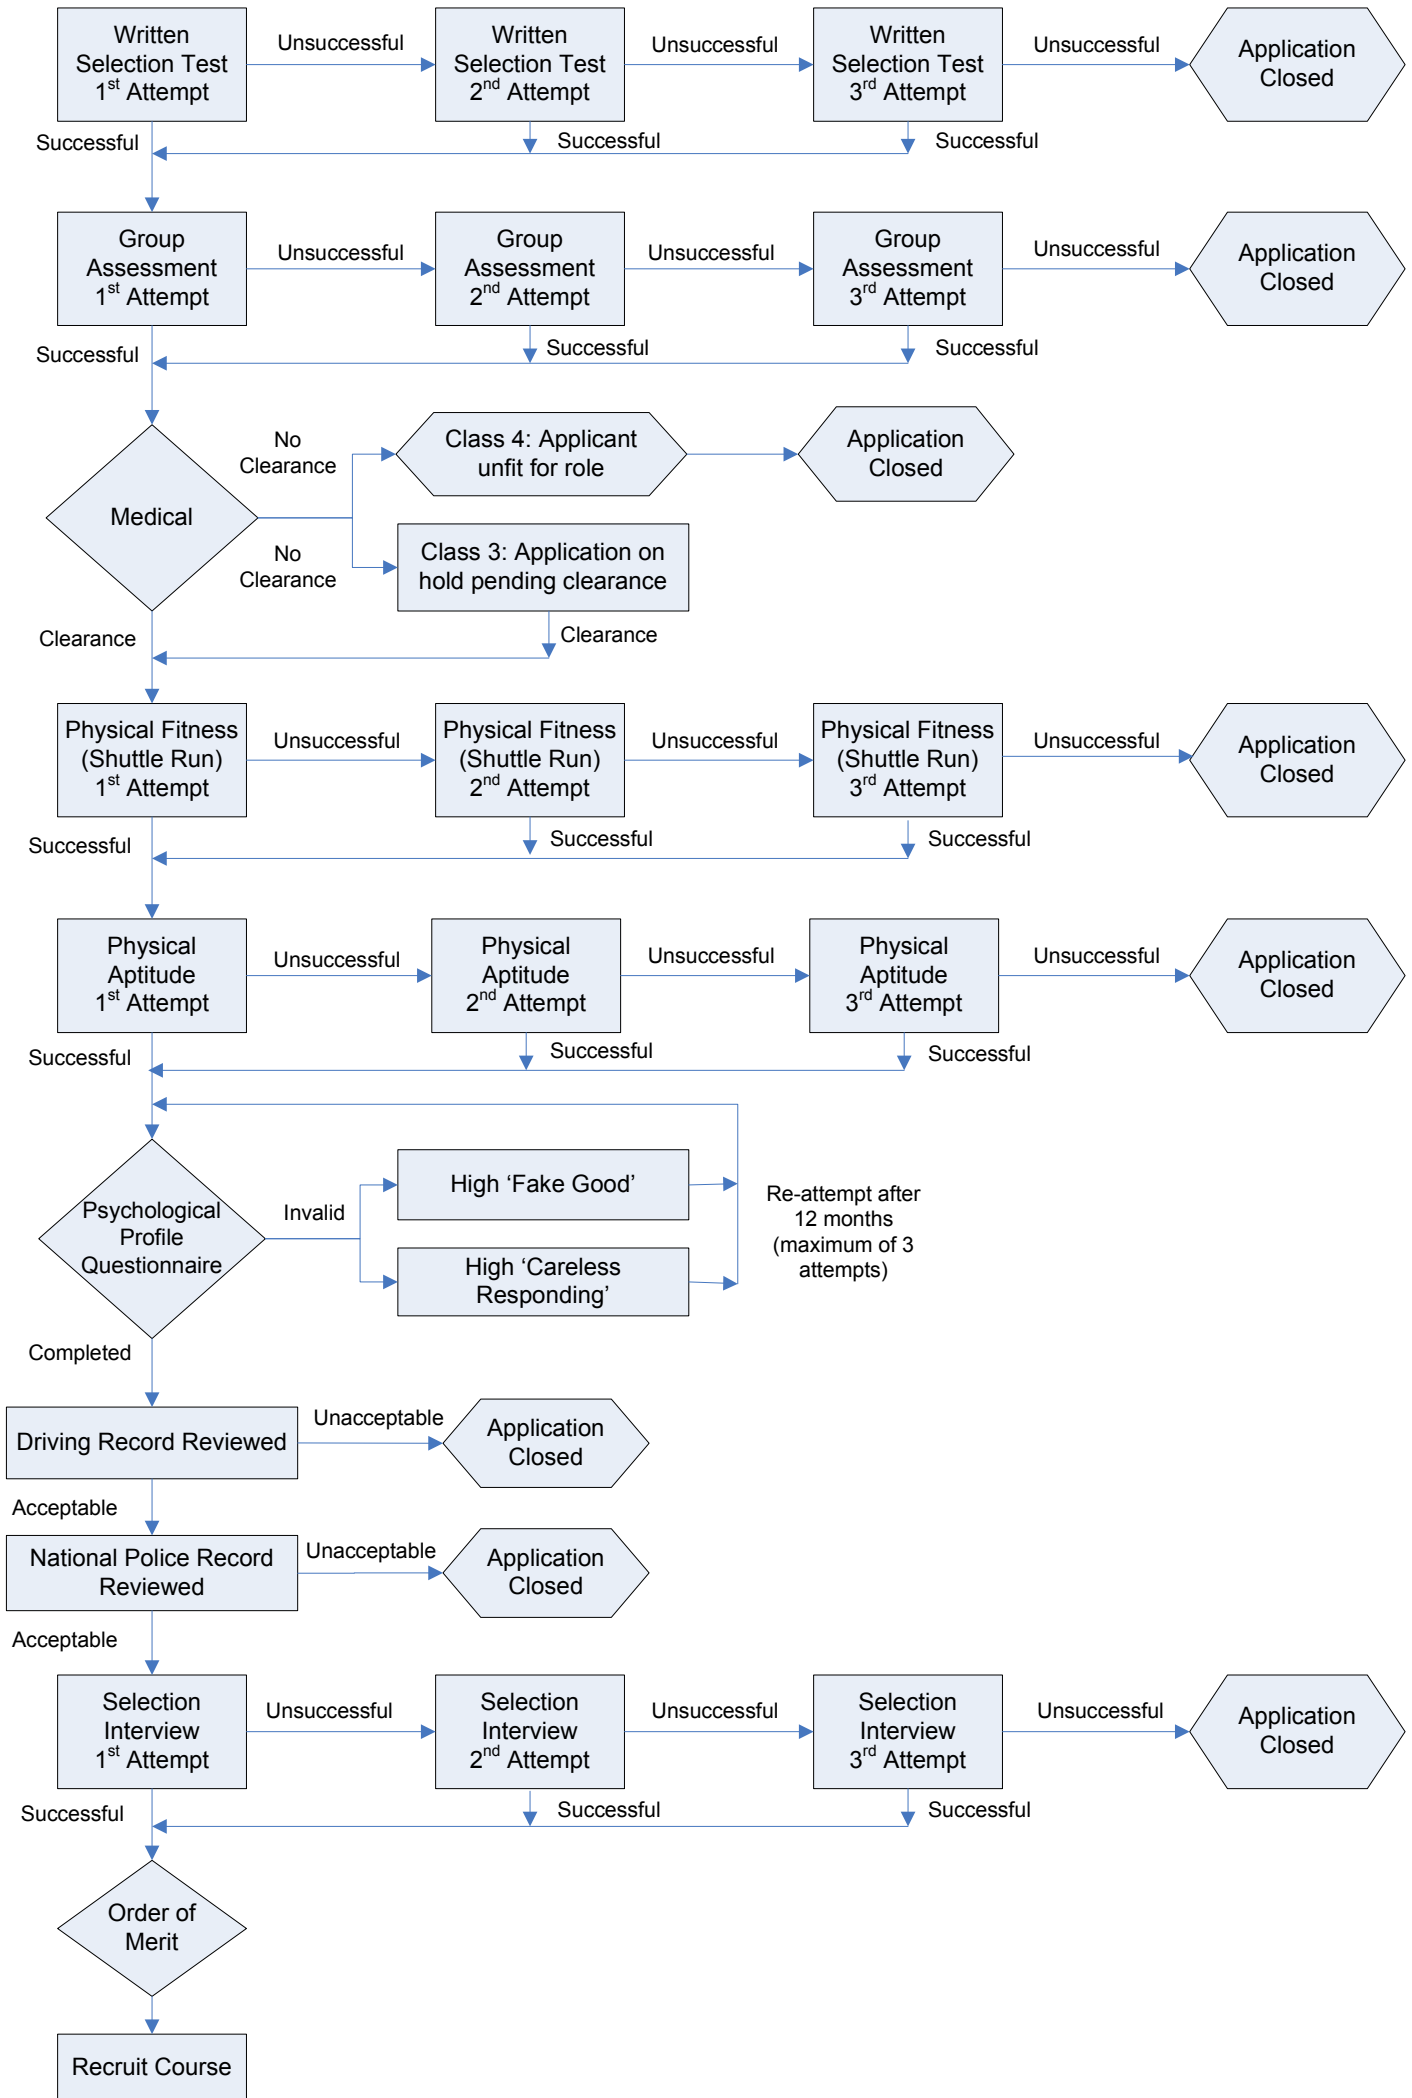 Written
Selection Test
1st Attempt
Unsuccessful
Written
Selection Test
2nd Attempt
Unsuccessful
Written
Selection Test
3rd Attempt
Unsuccessful
Application
Closed
Successful
Successful
Successful
Group
Assessment
1st Attempt
Unsuccessful
Group
Assessment
2nd Attempt
Unsuccessful
Group
Assessment
3rd Attempt
Unsuccessful
Application
Closed
Successful
Successful
Successful
Medical
No
Clearance
Class 4: Applicant
unfit for role
Application
Closed
No
Clearance
Class 3: Application on
hold pending clearance
Clearance
Clearance
Physical Fitness
(Shuttle Run)
1st Attempt
Unsuccessful
Physical Fitness
(Shuttle Run)
2nd Attempt
Unsuccessful
Physical Fitness
(Shuttle Run)
3rd Attempt
Unsuccessful
Application
Closed
Successful
Successful
Successful
Physical
Aptitude
1st Attempt
Unsuccessful
Physical
Aptitude
2nd Attempt
Unsuccessful
Physical
Aptitude
3rd Attempt
Unsuccessful
Application
Closed
Successful
Successful
Successful
Psychological
Profile
Questionnaire
Invalid
High ‘Fake Good’
High ‘Careless
Responding’
Re-attempt after
12 months
(maximum of 3
attempts)
Completed
Driving Record Reviewed
Unacceptable
Application
Closed
Acceptable
National Police Record
Reviewed
Unacceptable
Application
Closed
Acceptable
Selection
Interview
1st Attempt
Unsuccessful
Selection
Interview
2nd Attempt
Unsuccessful
Selection
Interview
3rd Attempt
Unsuccessful
Application
Closed
Successful
Successful
Successful
Order of
Merit
Recruit Course